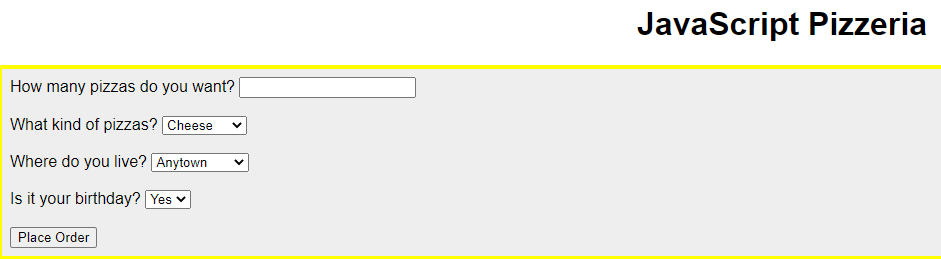 JavaScript Pizzeria
How many pizzas do you want?
What kind of pizzas? Cheese
Where do you live? Anytown
Is it your birthday? Yes
Place Order